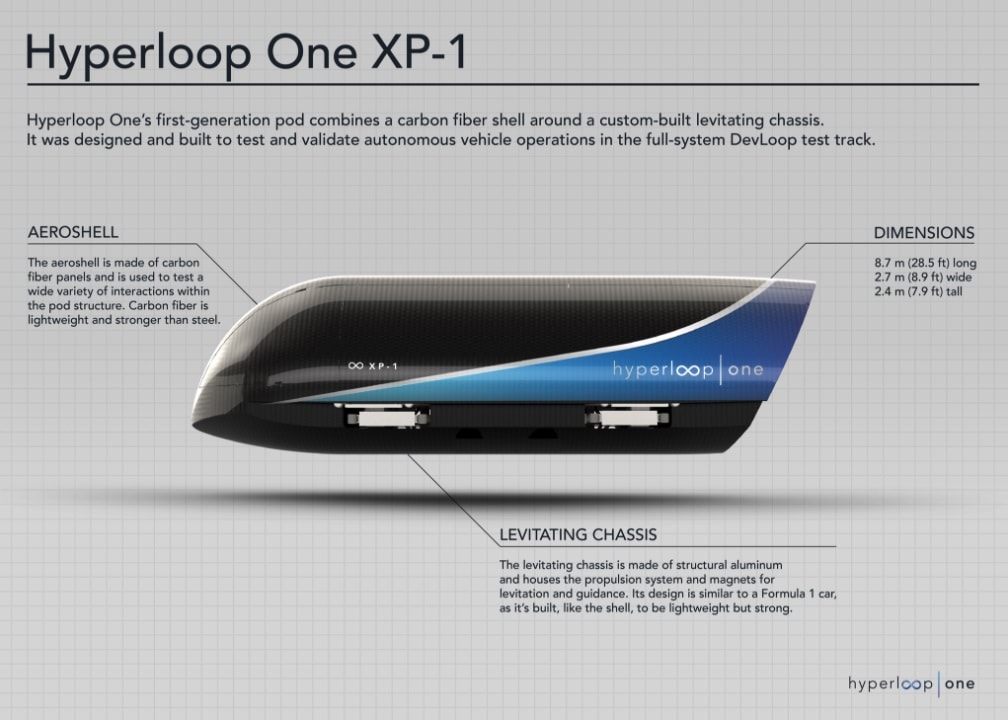 Hyperloop One XP-1
Hyperloop One's first-generation pod combines a carbon fiber shell around a custom-built levitating chassis.
It was designed and built to test and validate autonomous vehicle operations in the full-system DevLoop test track.
AEROSHELL
The aeroshell is made of carbon
fiber panels and is used to test a
wide variety of interactions within
the pod structure. Carbon fiber is
lightweight and stronger than steel.
DIMENSIONS
8.7 m (28.5 ft) long
2.7 m (8.9 ft) wide
2.4 m (7.9 ft) tall
∞ XP-1
hyperloop | one
LEVITATING CHASSIS
The levitating chassis is made of structural aluminum
and houses the propulsion system and magnets for
levitation and guidance. Its design is similar to a Formula 1 car,
as it's built, like the shell, to be lightweight but strong.
hyperloop | one